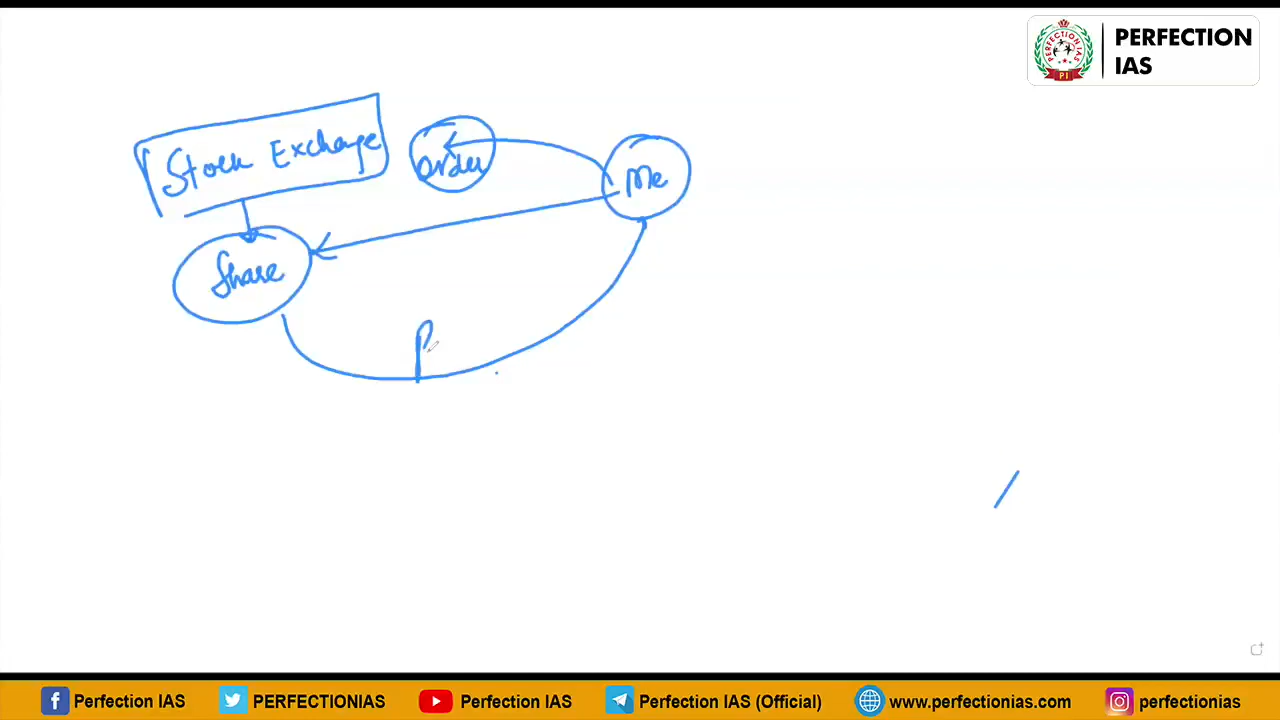 PERFECTION
IAS
Stock Exchange
order
Me
Share
P
Perfection IAS
PERFECTIONIAS
Perfection IAS
Perfection IAS (Official)
www.perfectionias.com
perfectionias